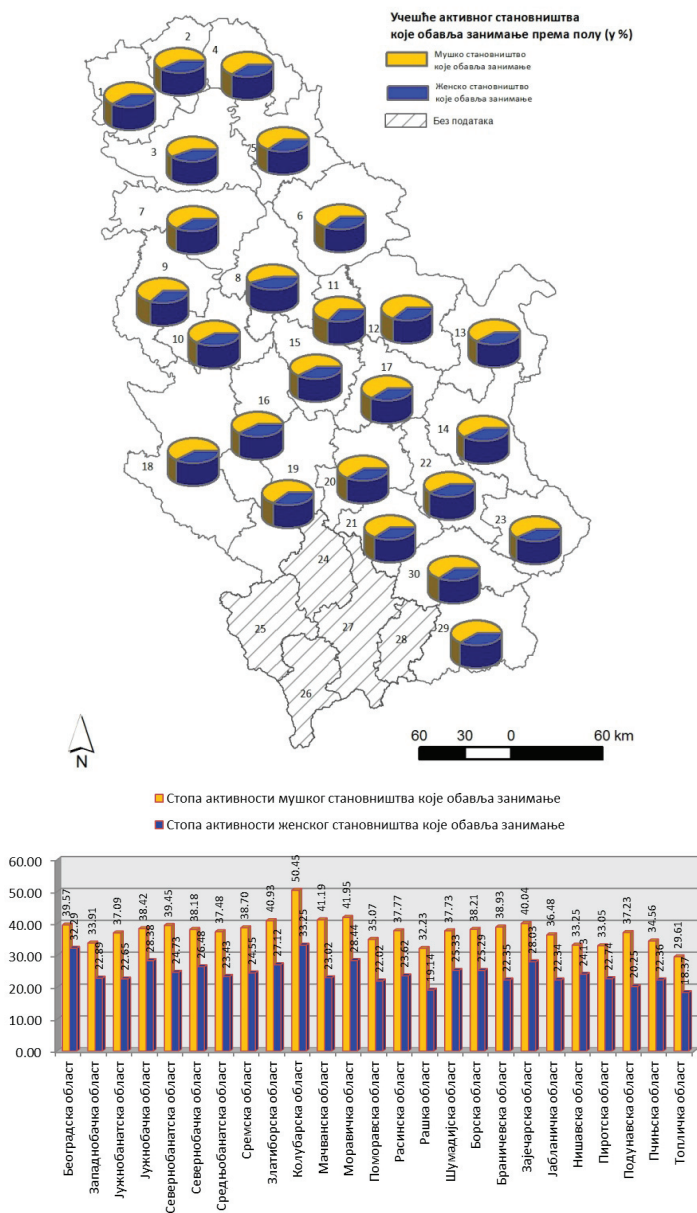 Учешће активног становништва
које обавља занимање према полу (у %)
Мушко становништво
које обавља занимање
Женско становништво
које обавља занимање
Без података
1
2
4
3
5
7
6
9
8
11
10
12
13
15
17
16
14
18
19
20
22
21
23
24
30
25
27
28
29
26
N
60 30 0 60 km
Стопа активности мушког становништва које обавља занимање
Стопа активности женског становништва које обавља занимање
60.00
50.00
40.00
30.00
20.00
10.00
0.00
39.57 32.29
33.91 22.89
37.09 22.65
38.42 28.38
39.45 24.73
38.18 26.48
37.48 23.43
38.70 24.55
40.93 27.12
50.45 33.25
41.19 23.02
41.95 28.44
35.07 22.02
37.77 23.62
32.23 19.14
37.73 25.33
38.21 25.29
38.93 22.35
40.04 28.03
36.48 22.34
33.25 24.13
33.05 22.74
37.23 20.25
34.56 22.36
29.61 18.37
Београдска област
Западнобачка област
Јужнобанатска област
Јужнобачка област
Севернобанатска област
Севернобачка област
Средњобанатска област
Сремска област
Златиборска област
Колубарска област
Мачванска област
Моравичка област
Поморавска област
Расинска област
Рашка област
Шумадијска област
Борска област
Браничевска област
Зајечарска област
Јабланичка област
Нишавска област
Пиротска област
Подунавска област
Пчињска област
Топличка област